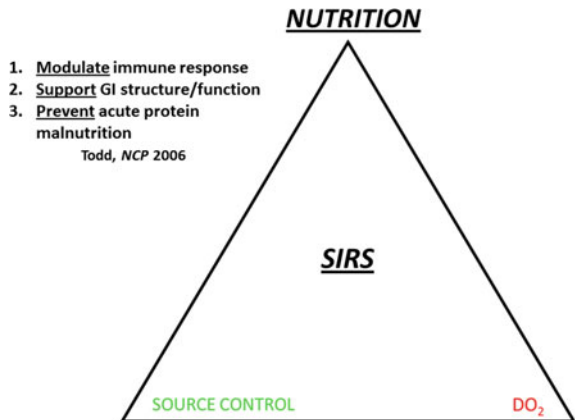 NUTRITION
1. Modulate immune response
2. Support GI structure/function
3. Prevent acute protein
malnutrition
Todd, NCP 2006
SIRS
SOURCE CONTROL
DO₂